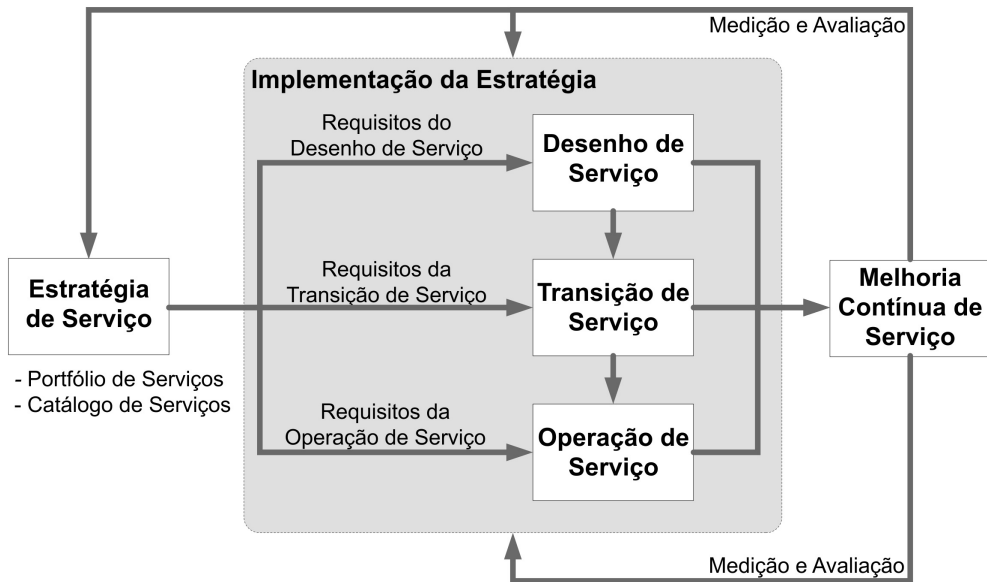 Medição e Avaliação
Implementação da Estratégia
Requisitos do
Desenho de Serviço
Desenho de
Serviço
Estratégia
de Serviço
- Portfólio de Serviços
- Catálogo de Serviços
Requisitos da
Transição de Serviço
Transição de
Serviço
Melhoria
Contínua de
Serviço
Requisitos da
Operação de Serviço
Operação de
Serviço
Medição e Avaliação